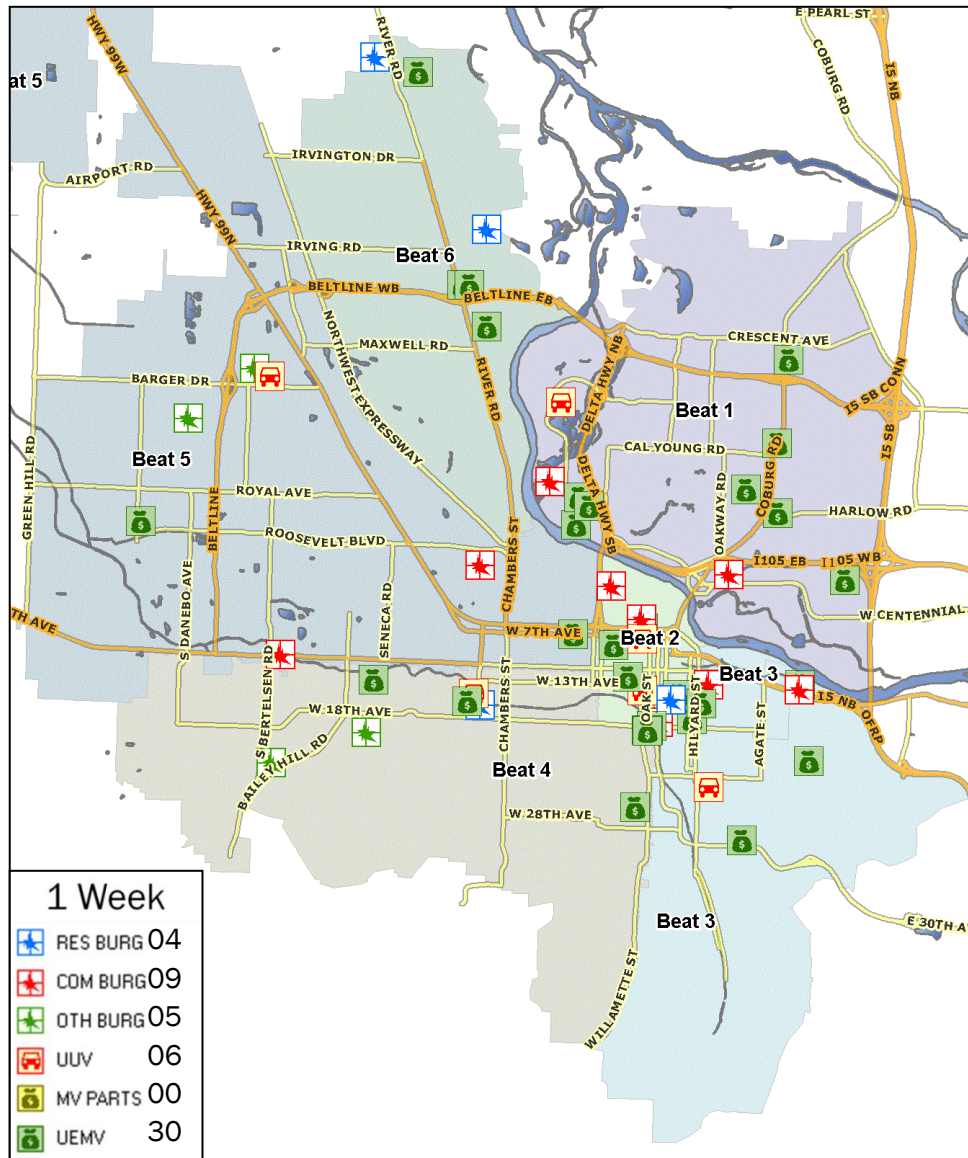 E PEARL ST
HWY 99W
RIVER RD
COBURG RD
I5 NB
at 5
IRVINGTON DR
AIRPORT RD
HWY 99N
IRVING RD
Beat 6
BELTLINE WB
BELTLINE EB
NORTHWEST EXPRESSWAY
MAXWELL RD
DELTA HWY NB
CRESCENT AVE
I5 SB CONN
BARGER DR
RIVER RD
Beat 1
I5 SB
GREEN HILL RD
Beat 5
CAL YOUNG RD
COBURG RD
OAKWAY RD
ROYAL AVE
BELTLINE
DELTA HWY SB
HARLOW RD
ROOSEVELT BLVD
CHAMBERS ST
I105 EB
I105 WB
S DANEBO AVE
SENECA RD
TH AVE
W CENTENNIAL
W 7TH AVE
Beat 2
S BERTELSEN RD
W 13TH AVE
Beat 3
OAK ST
HILYARD ST
I5 NB
OFRP
W 18TH AVE
CHAMBERS ST
AGATE ST
BAILEY HILL RD
Beat 4
W 28TH AVE
Beat 3
E 30TH A
WILLAMETTE ST
1 Week
RES BURG 04
COM BURG 09
OTH BURG 05
UUV 06
MV PARTS 00
UEMV 30